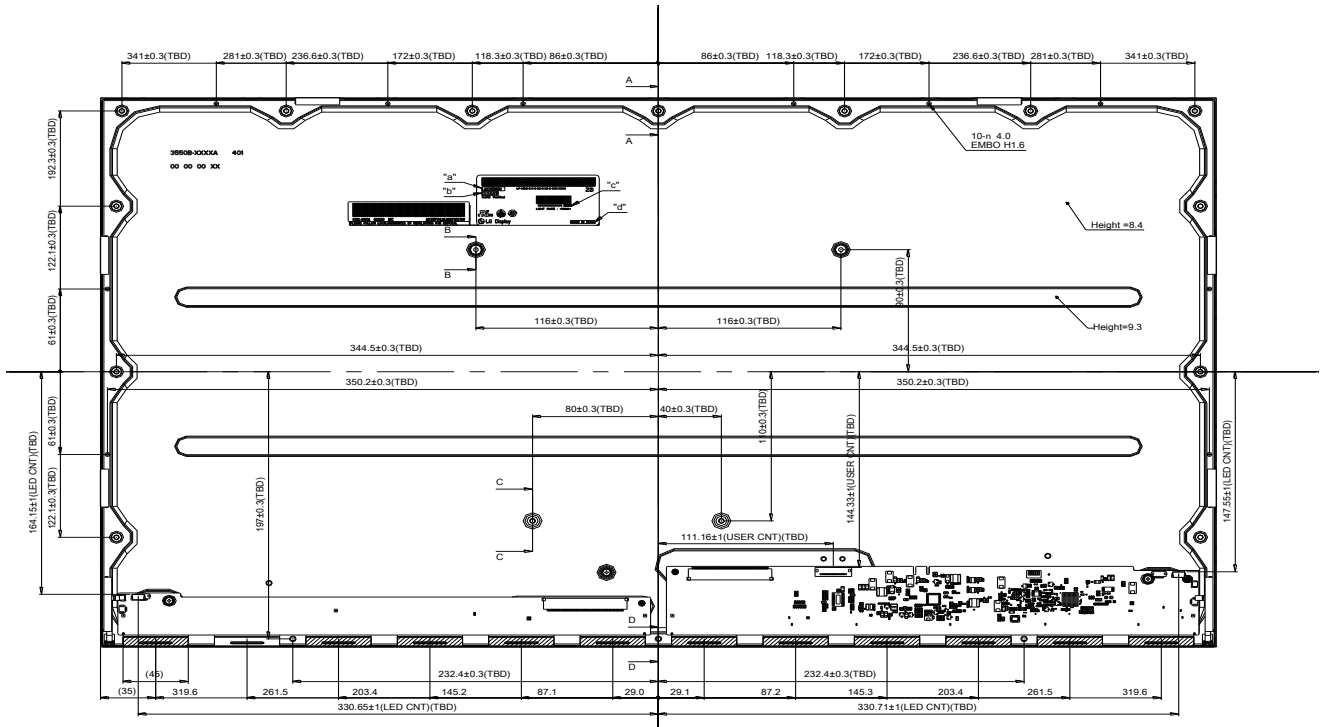 341±0.3(TBD) 281±0.3(TBD) 236.6±0.3(TBD) 172±0.3(TBD) 118.3±0.3(TBD) 86±0.3(TBD) 86±0.3(TBD) 118.3±0.3(TBD) 172±0.3(TBD) 236.6±0.3(TBD) 281±0.3(TBD) 341±0.3(TBD)
A
A
192.3±0.3(TBD)
10-n 4.0
EMBO H1.6
3550B-XXXXA 401
00 00 00 XX
"a"
"b"
"c"
"d"
LG Display
122.1±0.3(TBD)
B
B
Height =8.4
90±0.3(TBD)
61±0.3(TBD)
116±0.3(TBD) 116±0.3(TBD)
Height=9.3
344.5±0.3(TBD) 344.5±0.3(TBD)
350.2±0.3(TBD) 350.2±0.3(TBD)
61±0.3(TBD)
80±0.3(TBD) 40±0.3(TBD)
110±0.3(TBD)
144.33±1(USER CNT)(TBD)
164.15±1(LED CNT)(TBD)
122.1±0.3(TBD)
197±0.3(TBD)
147.55±1(LED CNT)(TBD)
C
C
111.16±1(USER CNT)(TBD)
D
D
(45) 232.4±0.3(TBD) 232.4±0.3(TBD)
(35) 319.6 261.5 203.4 145.2 87.1 29.0 29.1 87.2 145.3 203.4 261.5 319.6
330.65±1(LED CNT)(TBD) 330.71±1(LED CNT)(TBD)